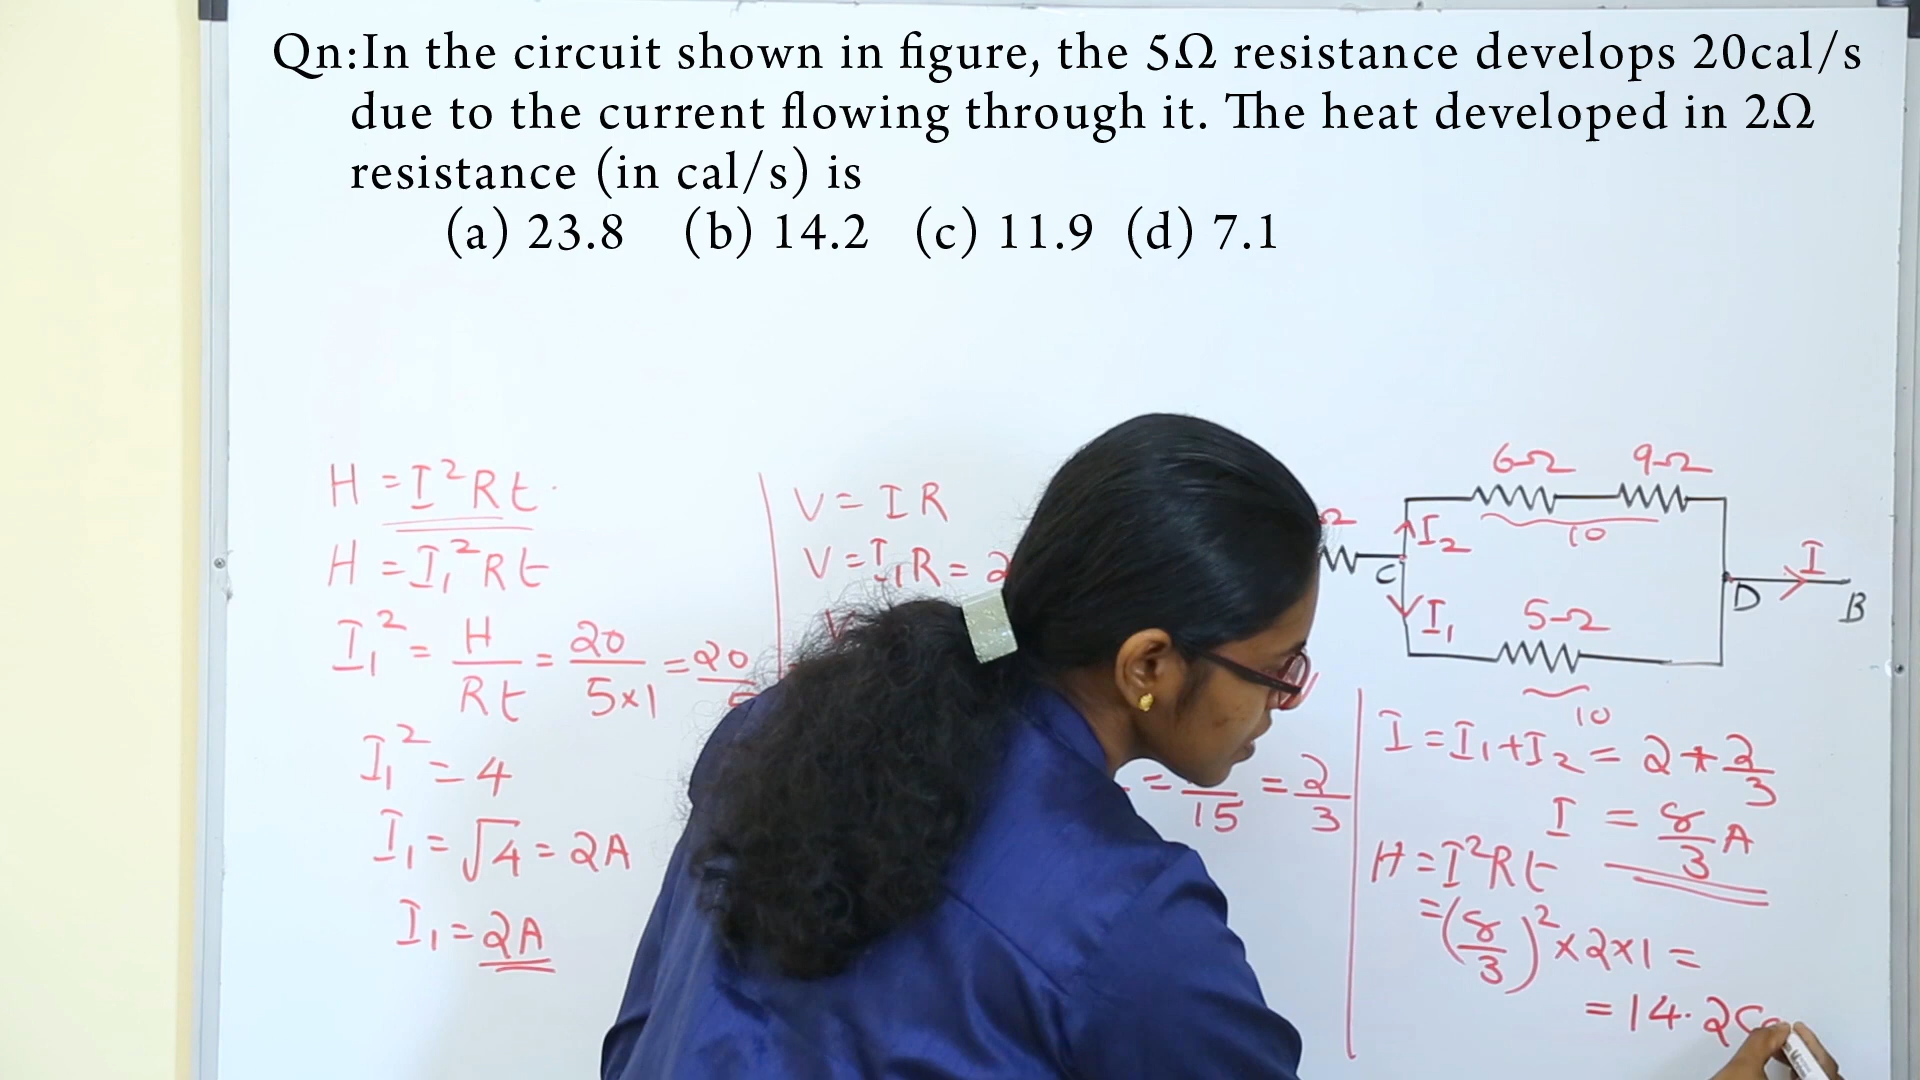 Qn:In the circuit shown in figure, the 5Ω resistance develops 20cal/s
due to the current flowing through it. The heat developed in 2Ω
resistance (in cal/s) is
(a) 23.8 (b) 14.2 (c) 11.9 (d) 7.1
H = I²Rt
H = I₁²Rt
I₁² = H/Rt = 20/5×1 = 20
I₁² = 4
I₁ = √4 = 2A
I₁ = 2A
V = IR
V = I₁R = 2
= /15 = 2/3
6Ω 9Ω
10
I₂
C
I₁
5Ω
10
D
I
B
I = I₁+I₂ = 2+2/3
I = 8/3 A
H = I²Rt
= (8/3)²×2×1 =
= 14.2